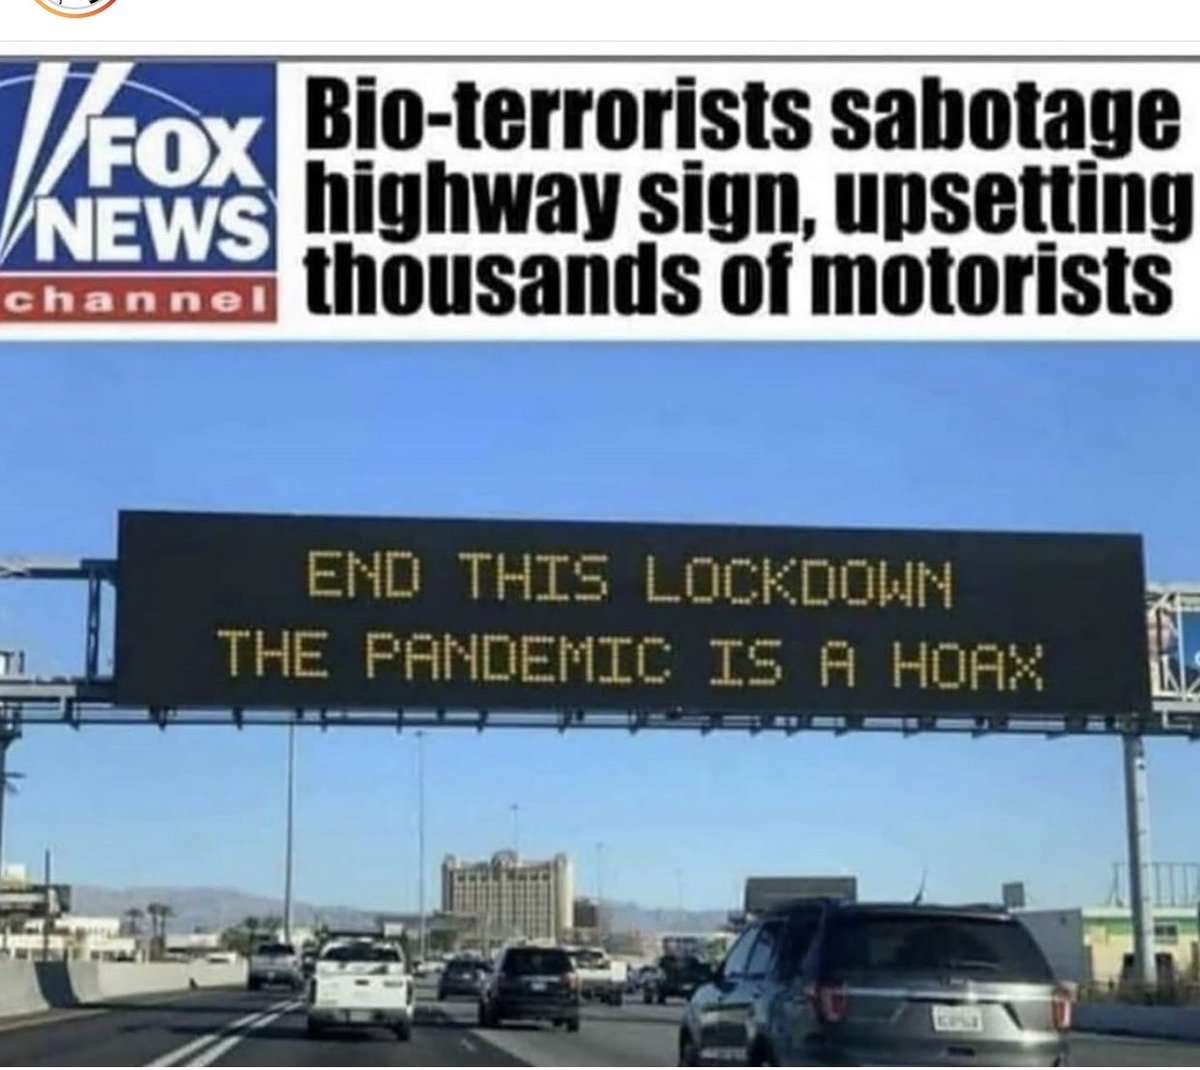 FOX
NEWS
channel
Bio-terrorists sabotage
highway sign, upsetting
thousands of motorists
END THIS LOCKDOWN
THE PANDEMIC IS A HOAX